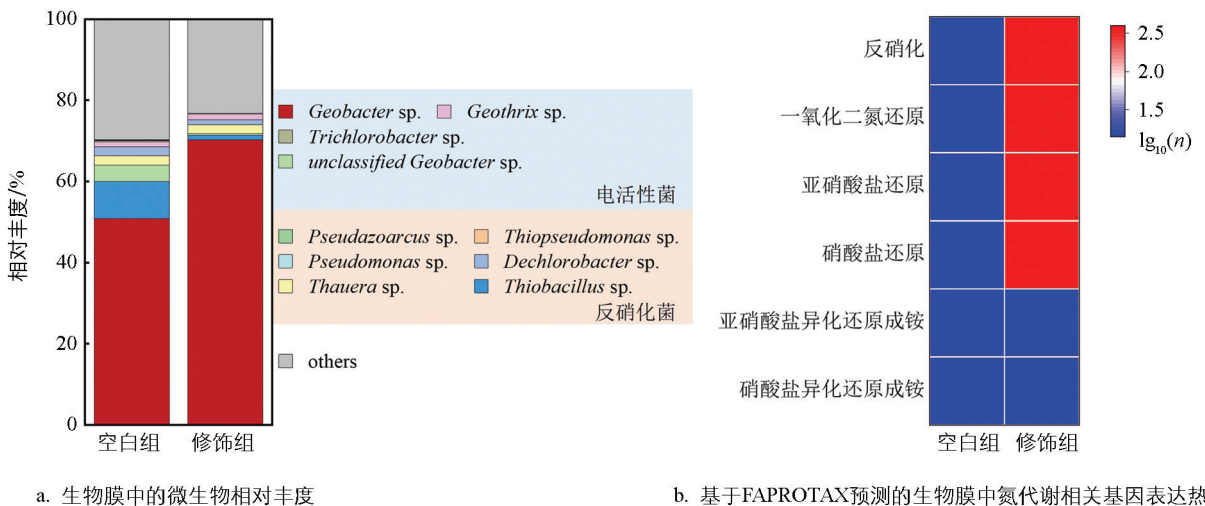 100
80
60
40
20
0
相对丰度/%
空白组
修饰组
Geobacter sp.
Geothrix sp.
Trichlorobacter sp.
unclassified Geobacter sp.
电活性菌
Pseudazoarcus sp.
Thiopseudomonas sp.
Pseudomonas sp.
Dechlorobacter sp.
Thauera sp.
Thiobacillus sp.
反硝化菌
others
a. 生物膜中的微生物相对丰度
反硝化
一氧化二氮还原
亚硝酸盐还原
硝酸盐还原
亚硝酸盐异化还原成铵
硝酸盐异化还原成铵
空白组
修饰组
2.5
2.0
1.5
lg10(n)
b. 基于FAPROTAX预测的生物膜中氮代谢相关基因表达热